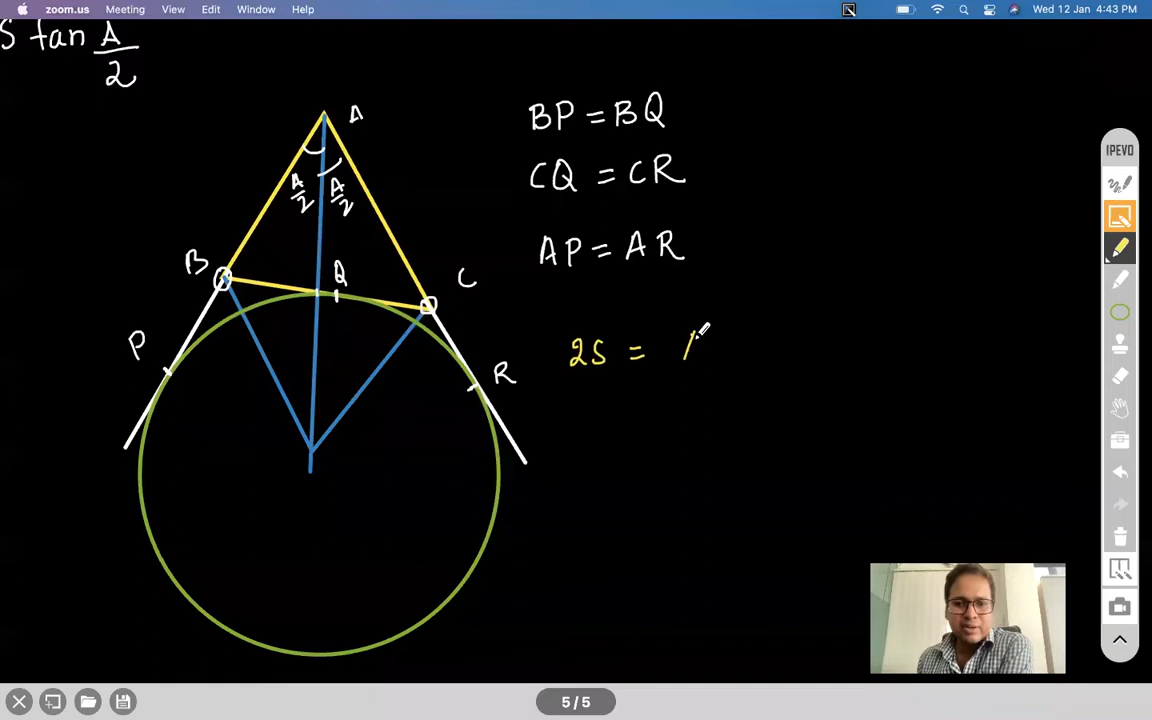 zoom.us Meeting View Edit Window Help Wed 12 Jan 4:43 PM
S tan A/2
A
A/2 A/2
B
Q
C
P
R
BP = BQ
CQ = CR
AP = AR
2S =
IPEVO
5 / 5